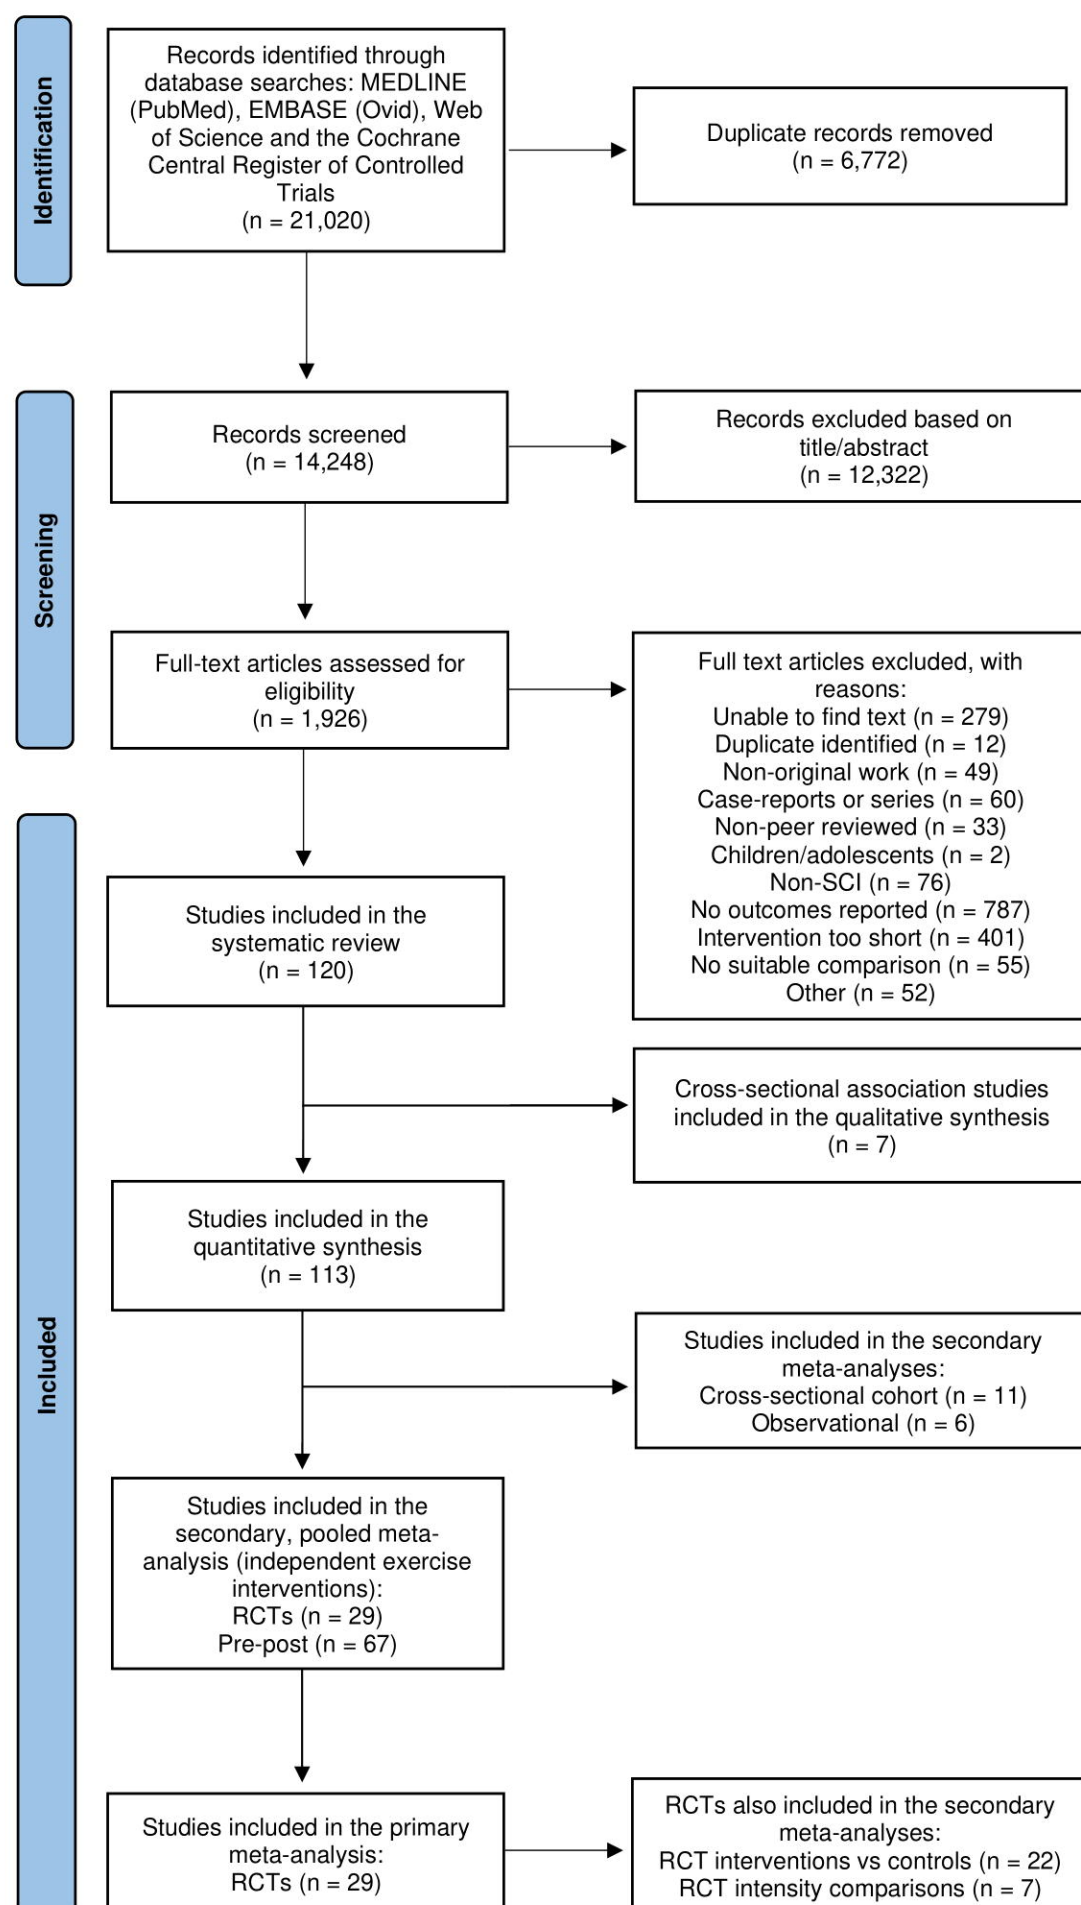 Identification
Records identified through
database searches: MEDLINE
(PubMed), EMBASE (Ovid), Web
of Science and the Cochrane
Central Register of Controlled
Trials
(n = 21,020)
Duplicate records removed
(n = 6,772)
Screening
Records screened
(n = 14,248)
Records excluded based on
title/abstract
(n = 12,322)
Full-text articles assessed for
eligibility
(n = 1,926)
Full text articles excluded, with
reasons:
Unable to find text (n = 279)
Duplicate identified (n = 12)
Non-original work (n = 49)
Case-reports or series (n = 60)
Non-peer reviewed (n = 33)
Children/adolescents (n = 2)
Non-SCI (n = 76)
No outcomes reported (n = 787)
Intervention too short (n = 401)
No suitable comparison (n = 55)
Other (n = 52)
Included
Studies included in the
systematic review
(n = 120)
Cross-sectional association studies
included in the qualitative synthesis
(n = 7)
Studies included in the
quantitative synthesis
(n = 113)
Studies included in the secondary
meta-analyses:
Cross-sectional cohort (n = 11)
Observational (n = 6)
Studies included in the
secondary, pooled meta-
analysis (independent exercise
interventions):
RCTs (n = 29)
Pre-post (n = 67)
Studies included in the primary
meta-analysis:
RCTs (n = 29)
RCTs also included in the secondary
meta-analyses:
RCT interventions vs controls (n = 22)
RCT intensity comparisons (n = 7)